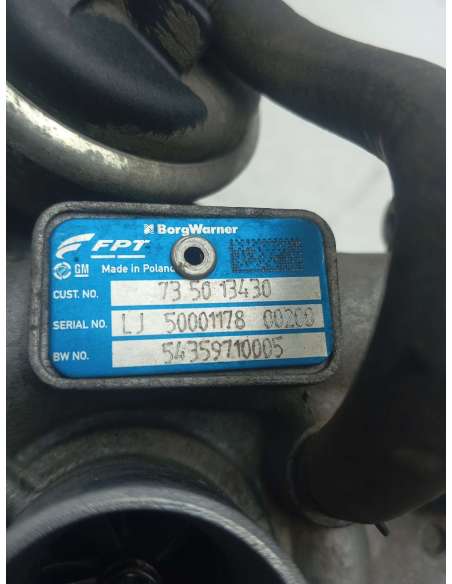 BorgWarner
FPT
GM
Made in Poland
CUST. NO. 73 50 13430
SERIAL NO. LJ 50001178 00200
BW NO. 54359710005